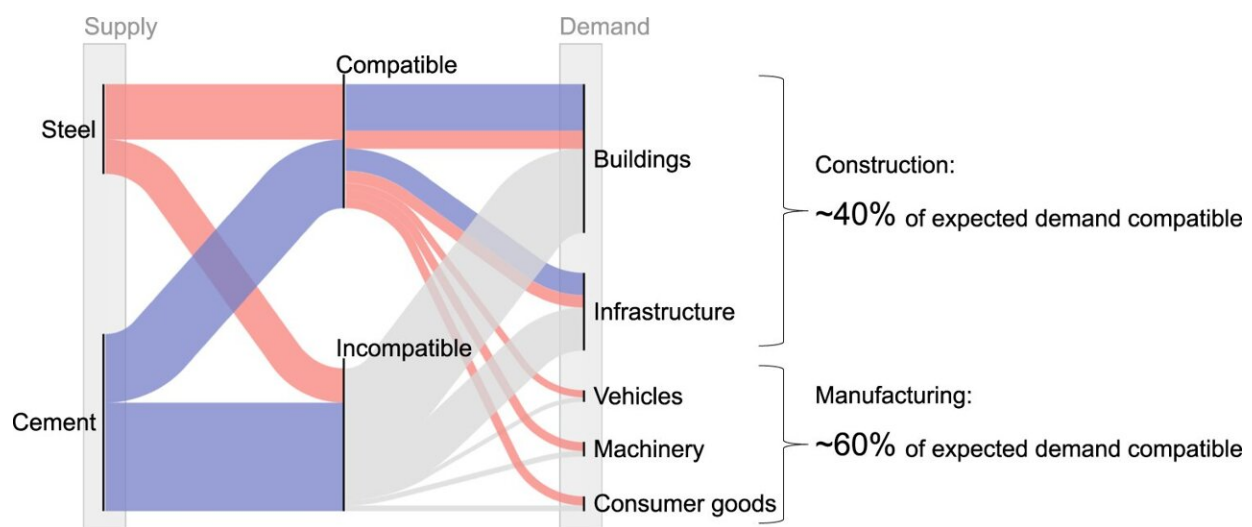 Supply
Demand
Compatible
Steel
Buildings
Construction:
~40% of expected demand compatible
Infrastructure
Incompatible
Cement
Vehicles
Manufacturing:
~60% of expected demand compatible
Machinery
Consumer goods